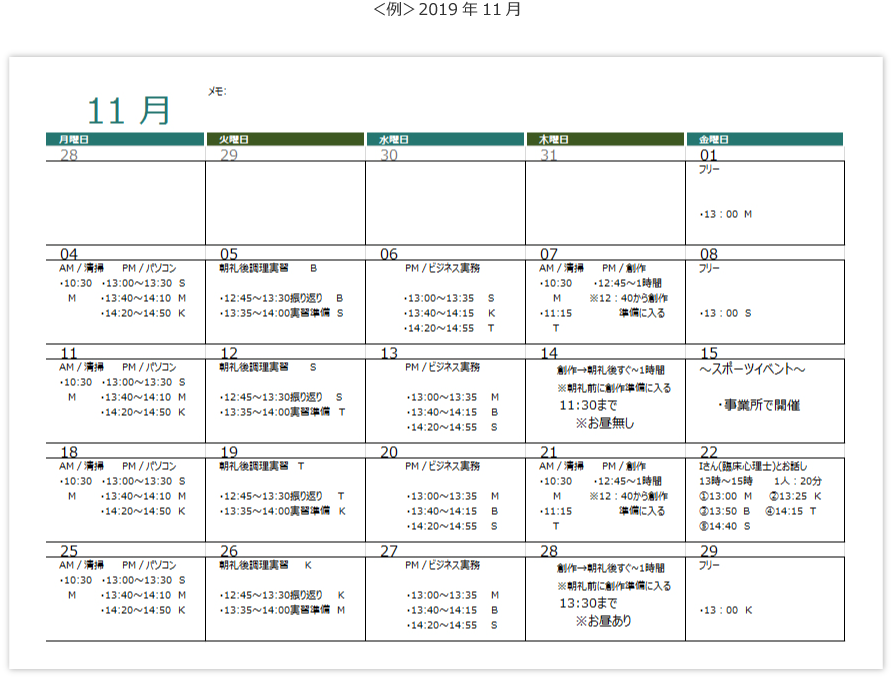 ＜例＞2019 年 11 月
メモ:
11 月
月曜日 火曜日 水曜日 木曜日 金曜日
28 29 30 31 01
フリー
・13：00 M
04 05 06 07 08
AM / 清掃 PM / パソコン
・10:30 ・13:00～13:30 S
M ・13:40～14:10 M
・14:20～14:50 K
朝礼後調理実習 B
・12:45～13:30振り返り B
・13:35～14:00実習準備 S
PM / ビジネス実務
・13:00～13:35 S
・13:40～14:15 K
・14:20～14:55 T
AM / 清掃 PM / 創作
・10:30 ・12:45～1時間
M ※12：40から創作
・11:15 準備に入る
T
フリー
・13：00 S
11 12 13 14 15
AM / 清掃 PM / パソコン
・10:30 ・13:00～13:30 S
M ・13:40～14:10 M
・14:20～14:50 K
朝礼後調理実習 S
・12:45～13:30振り返り S
・13:35～14:00実習準備 T
PM / ビジネス実務
・13:00～13:35 M
・13:40～14:15 B
・14:20～14:55 S
創作→朝礼後すぐ~1時間
※朝礼前に創作準備に入る
11:30まで
※お昼無し
～スポーツイベント～
・事業所で開催
18 19 20 21 22
AM / 清掃 PM / パソコン
・10:30 ・13:00～13:30 S
M ・13:40～14:10 M
・14:20～14:50 K
朝礼後調理実習 T
・12:45～13:30振り返り T
・13:35～14:00実習準備 K
PM / ビジネス実務
・13:00～13:35 M
・13:40～14:15 B
・14:20～14:55 S
AM / 清掃 PM / 創作
・10:30 ・12:45～1時間
M ※12：40から創作
・11:15 準備に入る
T
Iさん(臨床心理士)とお話し
13時～15時 1人：20分
①13:00 M ②13:25 K
③13:50 B ④14:15 T
⑤14:40 S
25 26 27 28 29
AM / 清掃 PM / パソコン
・10:30 ・13:00～13:30 S
M ・13:40～14:10 M
・14:20～14:50 K
朝礼後調理実習 K
・12:45～13:30振り返り K
・13:35～14:00実習準備 M
PM / ビジネス実務
・13:00～13:35 M
・13:40～14:15 B
・14:20～14:55 S
創作→朝礼後すぐ~1時間
※朝礼前に創作準備に入る
13:30まで
※お昼あり
フリー
・13：00 K